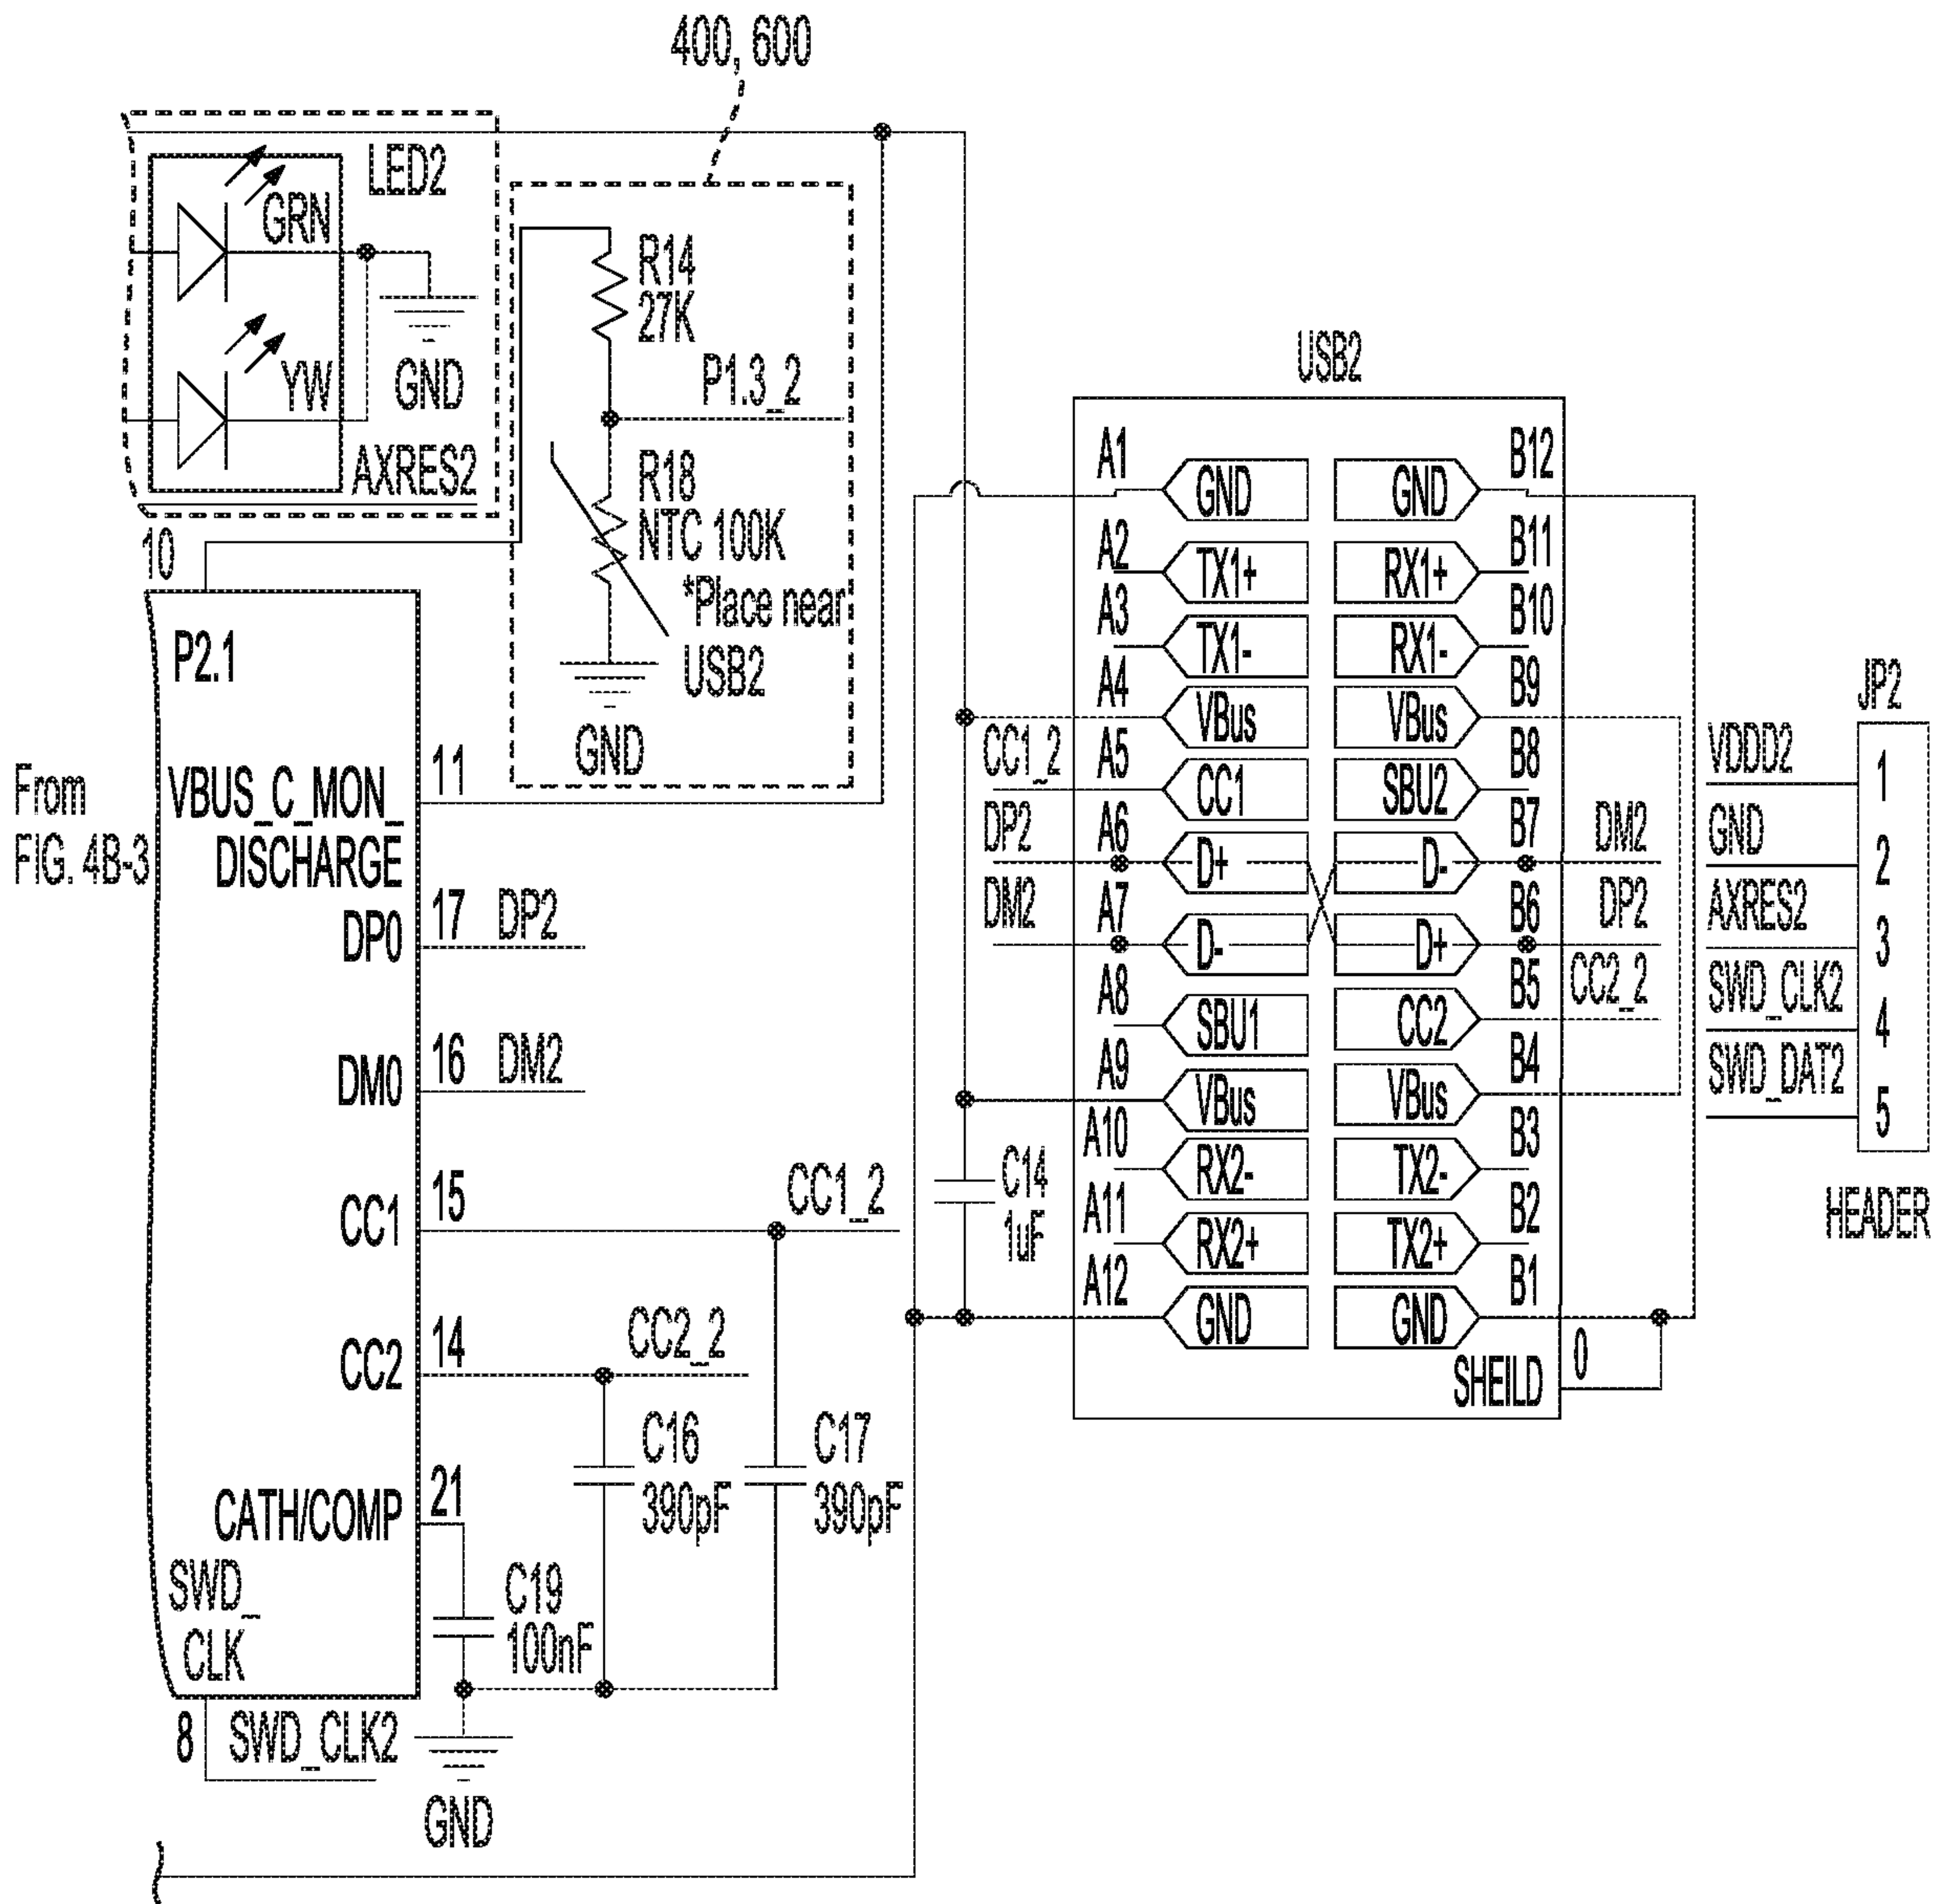 400, 600
LED2
GRN
YW
GND
AXRES2
R14
27K
P1.3_2
R18
NTC 100K
*Place near
USB2
GND
10
P2.1
From
FIG. 4B-3
VBUS_C_MON_
DISCHARGE
11
DP0
17
DP2
DM0
16
DM2
CC1
15
CC1_2
CC2
14
CC2_2
CATH/COMP
21
C16
390pF
C17
390pF
C19
100nF
SWD_
CLK
8
SWD_CLK2
GND
C14
1uF
USB2
A1 GND GND B12
A2 TX1+ RX1+ B11
A3 TX1- RX1- B10
A4 VBus VBus B9
CC1_2 A5 CC1 SBU2 B8
DP2 A6 D+ D- B7 DM2
DM2 A7 D- D+ B6 DP2
A8 SBU1 CC2 B5 CC2_2
A9 VBus VBus B4
A10 RX2- TX2- B3
A11 RX2+ TX2+ B2
A12 GND GND B1
SHEILD 0
JP2
VDDD2 1
GND 2
AXRES2 3
SWD_CLK2 4
SWD_DAT2 5
HEADER